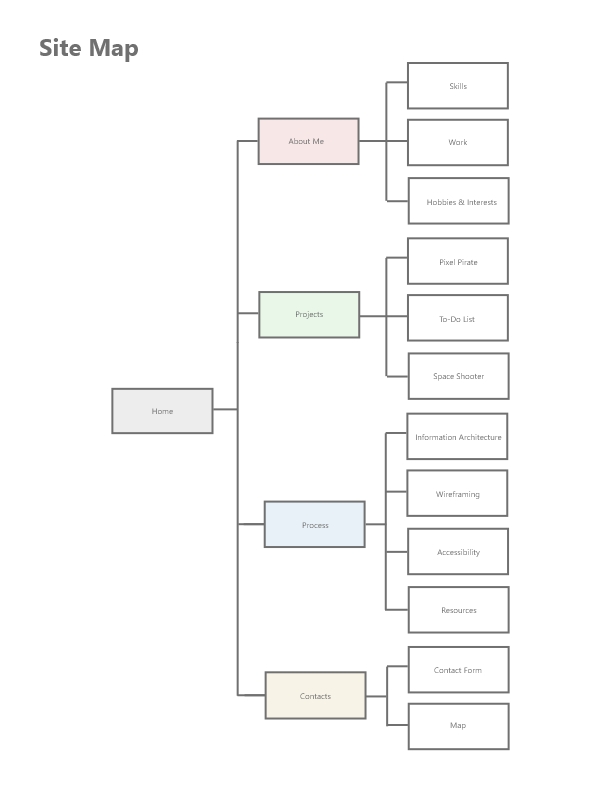 Site Map
Home
About Me
Skills
Work
Hobbies & Interests
Projects
Pixel Pirate
To-Do List
Space Shooter
Process
Information Architecture
Wireframing
Accessibility
Resources
Contacts
Contact Form
Map